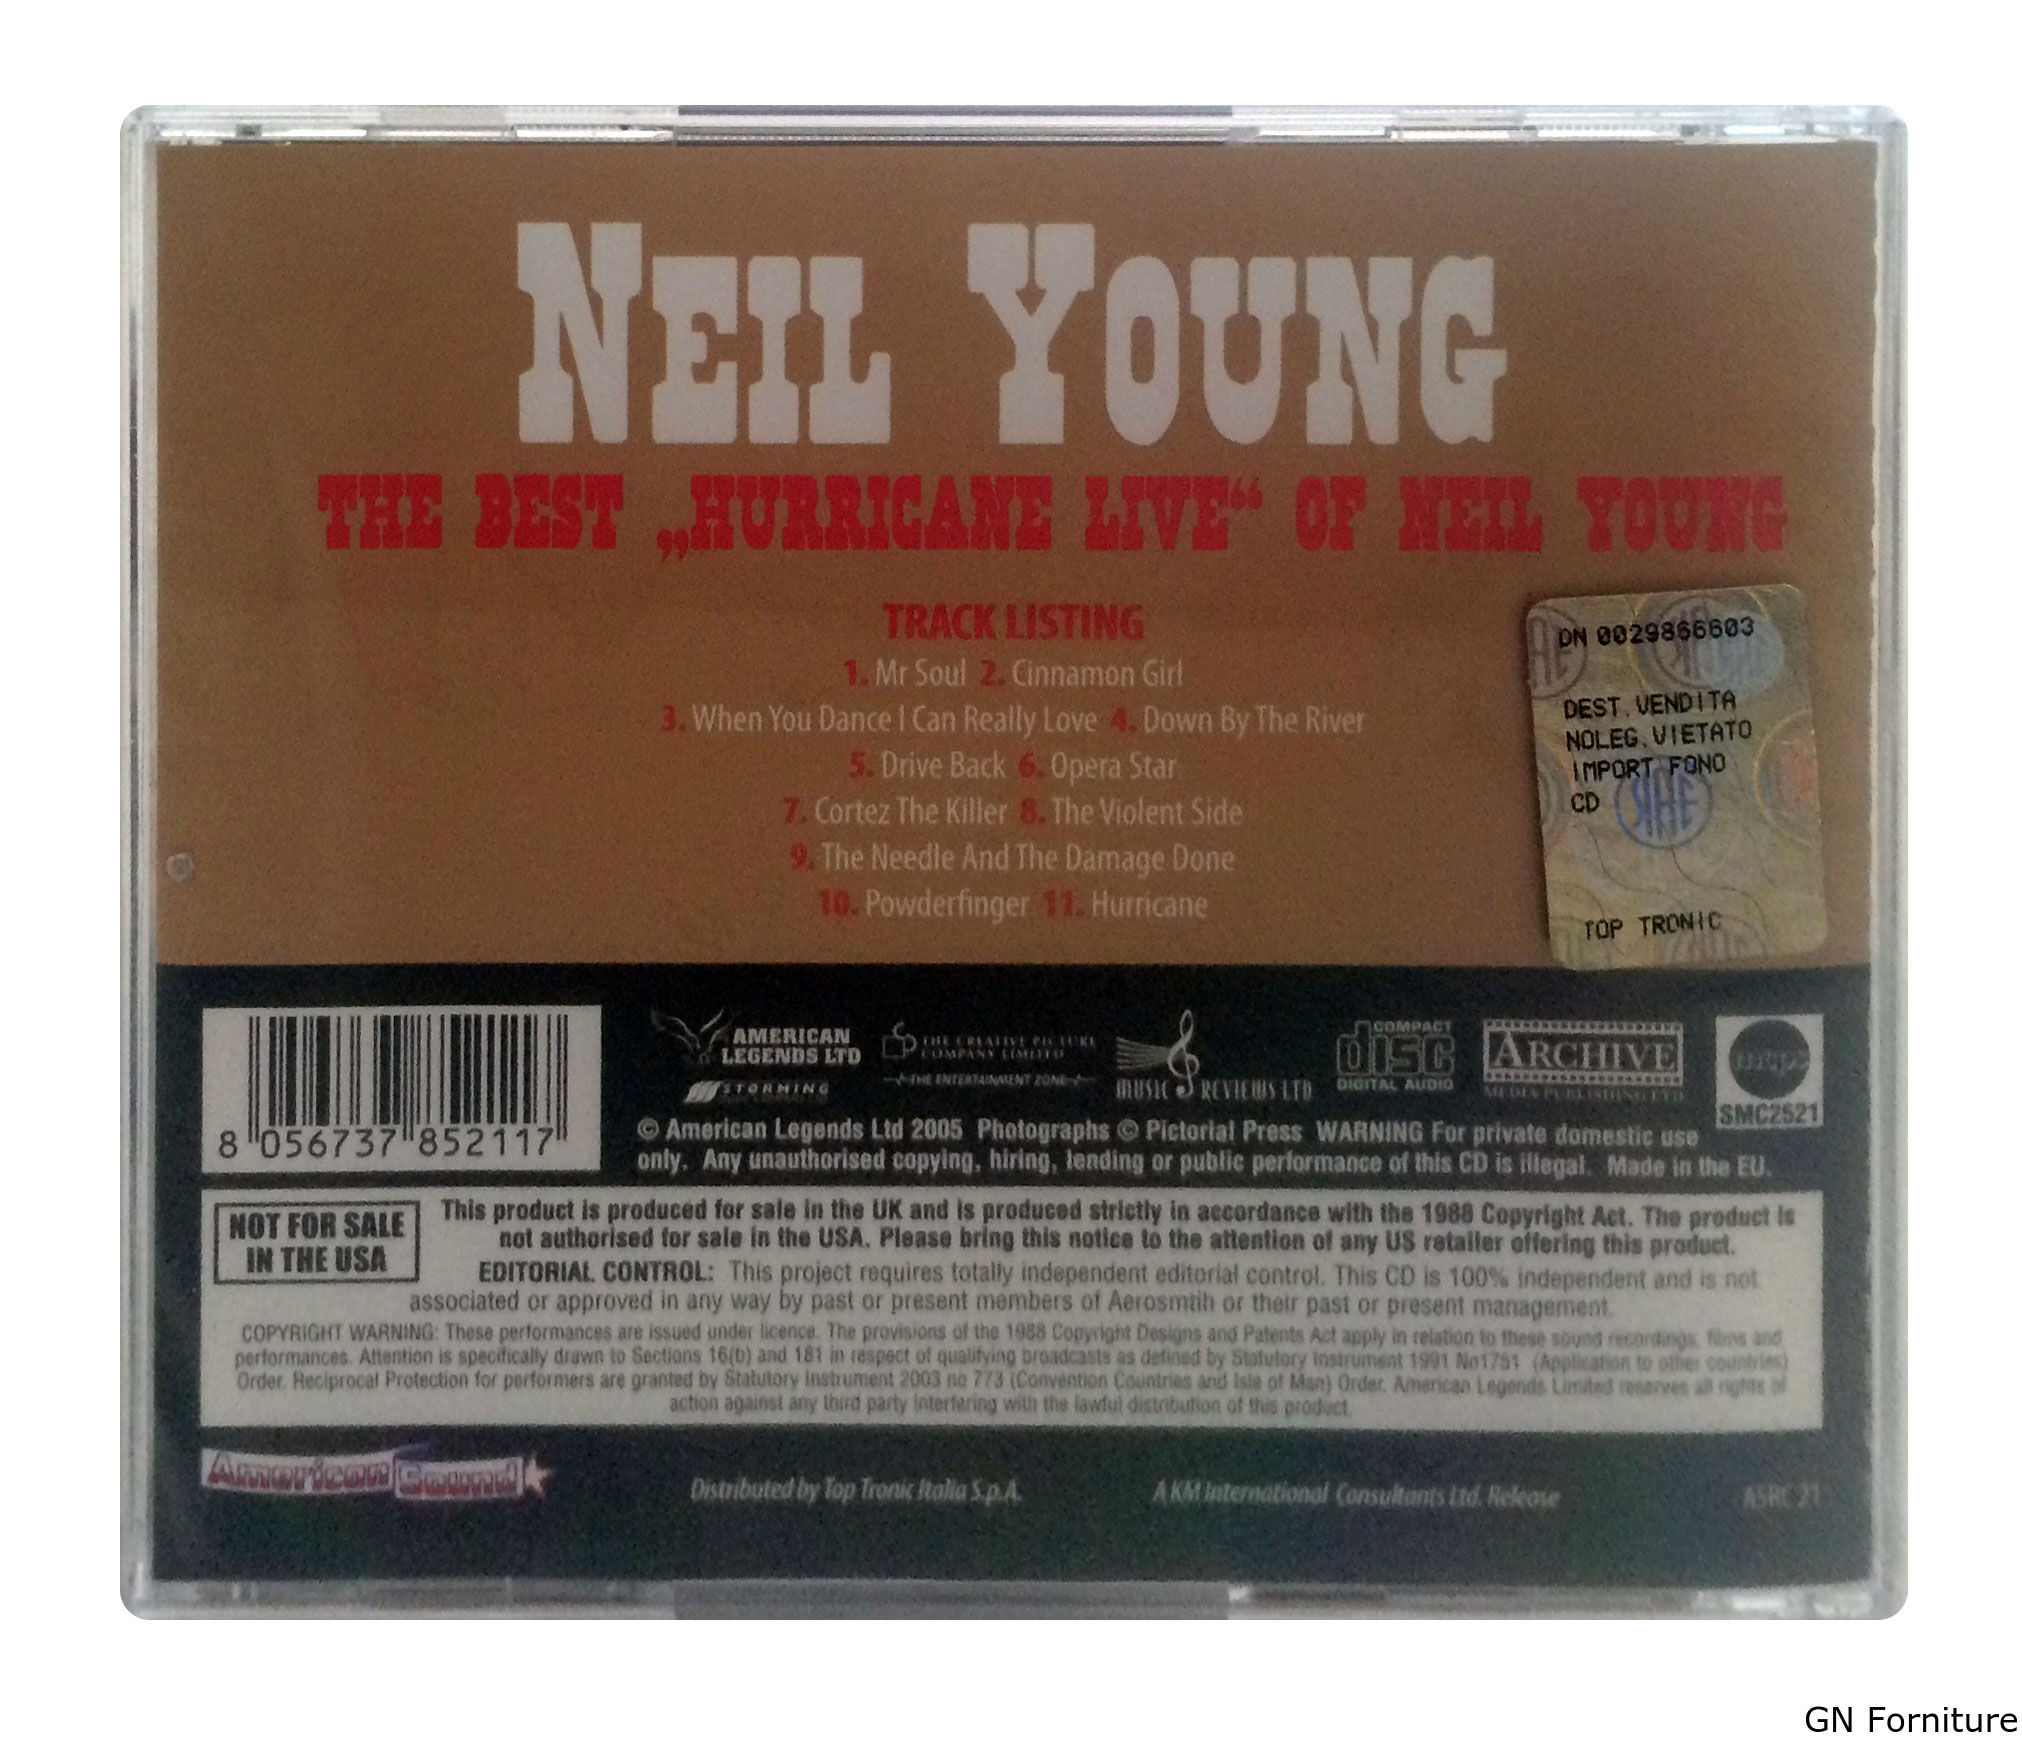 NEIL YOUNG
THE BEST „HURRICANE LIVE“ OF NEIL YOUNG
TRACK LISTING
1. Mr Soul 2. Cinnamon Girl
3. When You Dance I Can Really Love 4. Down By The River
5. Drive Back 6. Opera Star
7. Cortez The Killer 8. The Violent Side
9. The Needle And The Damage Done
10. Powderfinger 11. Hurricane
DN 0029866603
DEST.VENDITA
NOLEG.VIETATO
IMPORT FONO
CD
TOP TRONIC
8 056737 852117
AMERICAN
LEGENDS LTD
STORMING
THE CREATIVE PICTURE
COMPANY LIMITED
THE ENTERTAINMENT ZONE
MUSIC REVIEWS LTD
COMPACT
disc
DIGITAL AUDIO
ARCHIVE
MEDIA PUBLISHING LTD
mcps
SMC2521
© American Legends Ltd 2005 Photographs © Pictorial Press WARNING For private domestic use
only. Any unauthorised copying, hiring, lending or public performance of this CD is illegal. Made in the EU.
NOT FOR SALE
IN THE USA
This product is produced for sale in the UK and is produced strictly in accordance with the 1988 Copyright Act. The product is
not authorised for sale in the USA. Please bring this notice to the attention of any US retailer offering this product.
EDITORIAL CONTROL: This project requires totally independent editorial control. This CD is 100% independent and is not
associated or approved in any way by past or present members of Aerosmtih or their past or present management.
COPYRIGHT WARNING: These performances are issued under licence. The provisions of the 1988 Copyright Designs and Patents Act apply in relation to these sound recordings, films and
performances. Attention is specifically drawn to Sections 16(b) and 181 in respect of qualifying broadcasts as defined by Statutory Instrument 1991 No1751 (Application to other countries)
Order. Reciprocal Protection for performers are granted by Statutory Instrument 2003 no 773 (Convention Countries and Isle of Man) Order. American Legends Limited reserves all rights of
action against any third party interfering with the lawful distribution of this product.
American Sound
Distributed by Top Tronic Italia S.p.A.
A KM International Consultants Ltd. Release
ASRC 21
GN Forniture